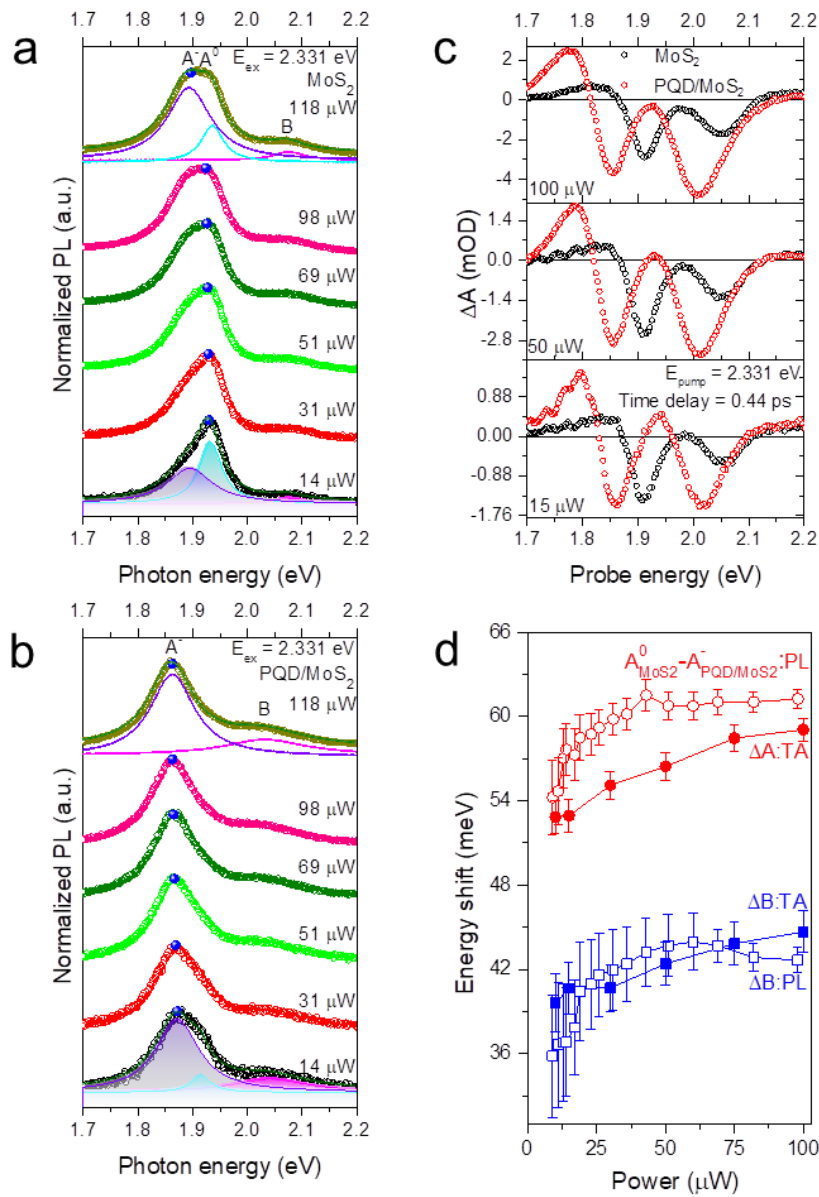 a
1.7 1.8 1.9 2.0 2.1 2.2
A⁻ A⁰
E_ex = 2.331 eV
MoS₂
118 μW
B
98 μW
69 μW
51 μW
31 μW
14 μW
Normalized PL (a.u.)
1.7 1.8 1.9 2.0 2.1 2.2
Photon energy (eV)
b
1.7 1.8 1.9 2.0 2.1 2.2
A⁻
E_ex = 2.331 eV
PQD/MoS₂
118 μW
B
98 μW
69 μW
51 μW
31 μW
14 μW
Normalized PL (a.u.)
1.7 1.8 1.9 2.0 2.1 2.2
Photon energy (eV)
c
1.7 1.8 1.9 2.0 2.1 2.2
MoS₂
PQD/MoS₂
2
0
-2
-4
100 μW
1.4
0.0
-1.4
-2.8
50 μW
E_pump = 2.331 eV
Time delay = 0.44 ps
0.88
0.00
-0.88
-1.76
15 μW
ΔA (mOD)
1.7 1.8 1.9 2.0 2.1 2.2
Probe energy (eV)
d
66
60
54
48
42
36
A⁰_MoS2-A⁻_PQD/MoS2:PL
ΔA:TA
ΔB:TA
ΔB:PL
Energy shift (meV)
0 25 50 75 100
Power (μW)